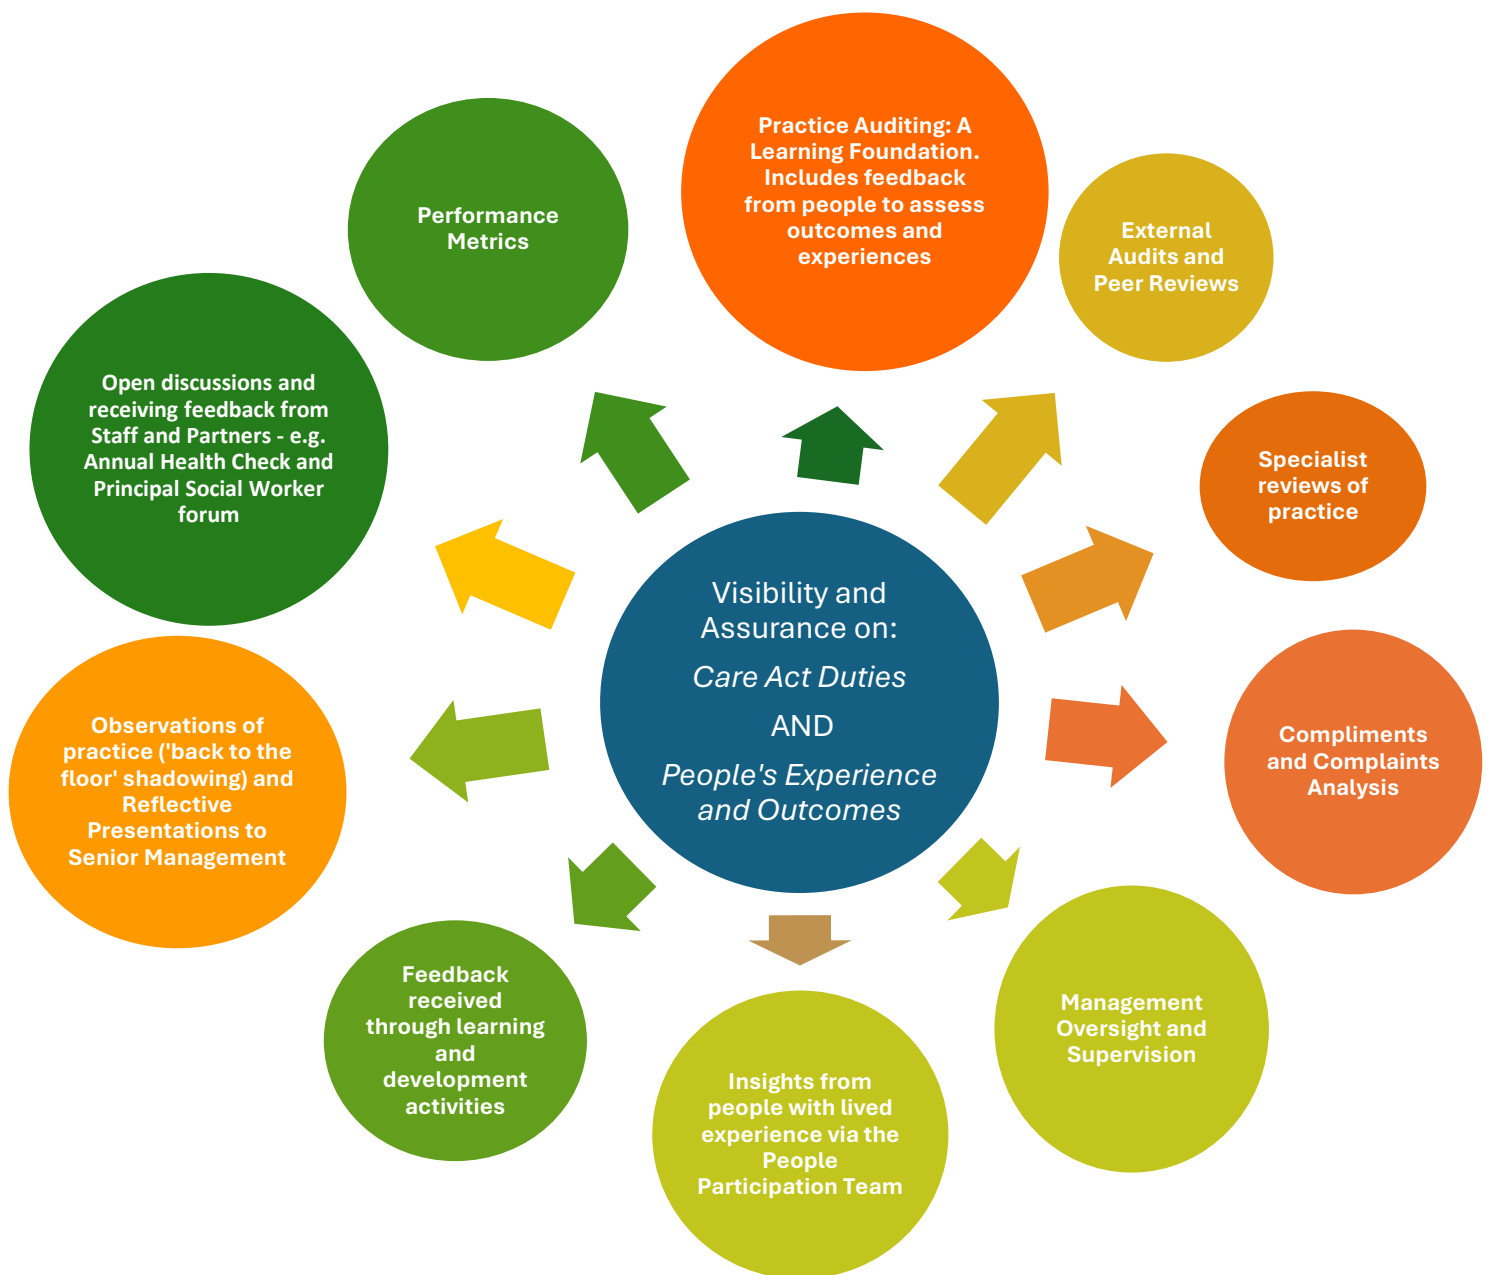 Practice Auditing: A
Learning Foundation.
Includes feedback
from people to assess
outcomes and
experiences
External
Audits and
Peer Reviews
Specialist
reviews of
practice
Compliments
and Complaints
Analysis
Management
Oversight and
Supervision
Insights from
people with lived
experience via the
People
Participation Team
Feedback
received
through learning
and
development
activities
Observations of
practice ('back to the
floor' shadowing) and
Reflective
Presentations to
Senior Management
Open discussions and
receiving feedback from
Staff and Partners - e.g.
Annual Health Check and
Principal Social Worker
forum
Performance
Metrics
Visibility and
Assurance on:
Care Act Duties
AND
People's Experience
and Outcomes